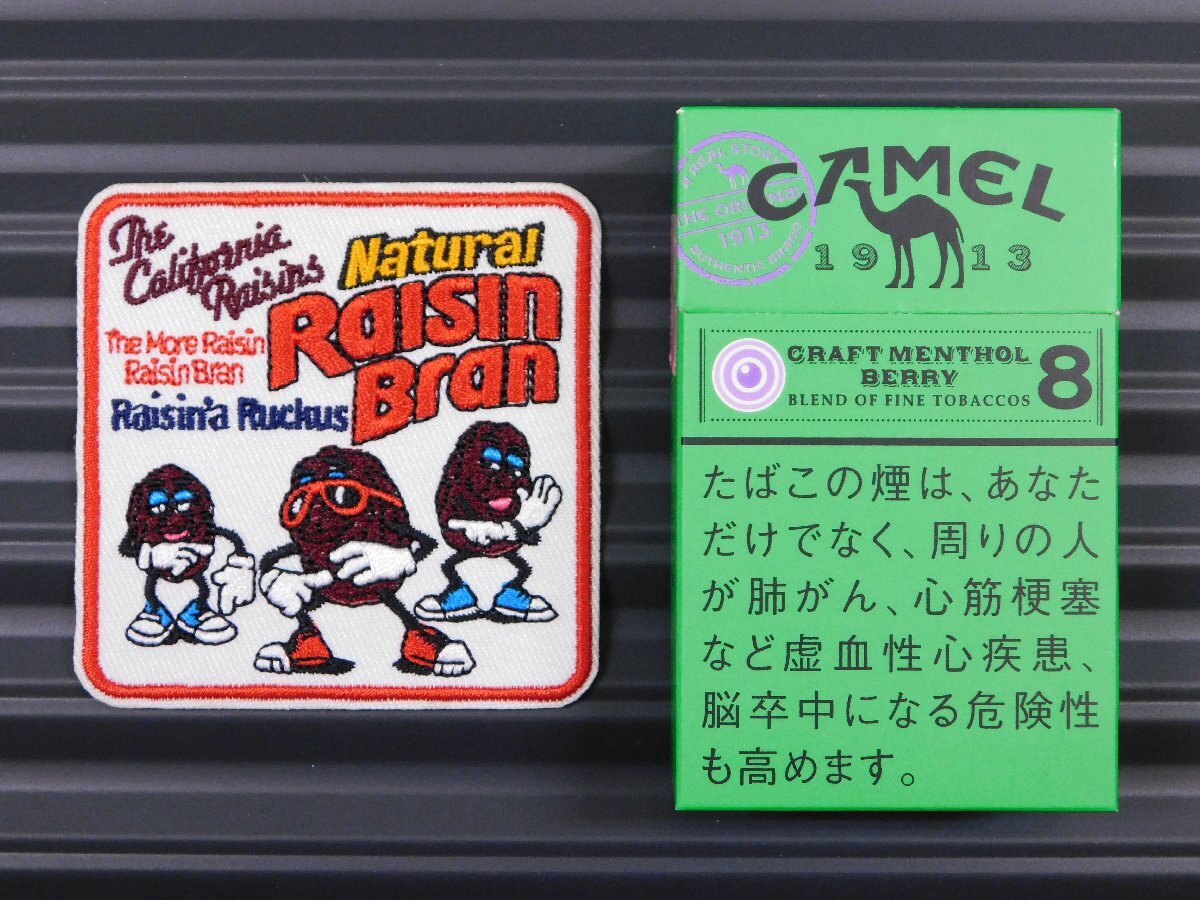 The
California
Raisins
Natural
Raisin
Bran
The More Raisin
Raisin Bran
Raisin'a Ruckus
A REAL STORY
THE ORIGINAL
1913
AUTHENTIC BRAND
CAMEL
1913
CRAFT MENTHOL
BERRY
BLEND OF FINE TOBACCOS
8
たばこの煙は、あなた
だけでなく、周りの人
が肺がん、心筋梗塞
など虚血性心疾患、
脳卒中になる危険性
も高めます。